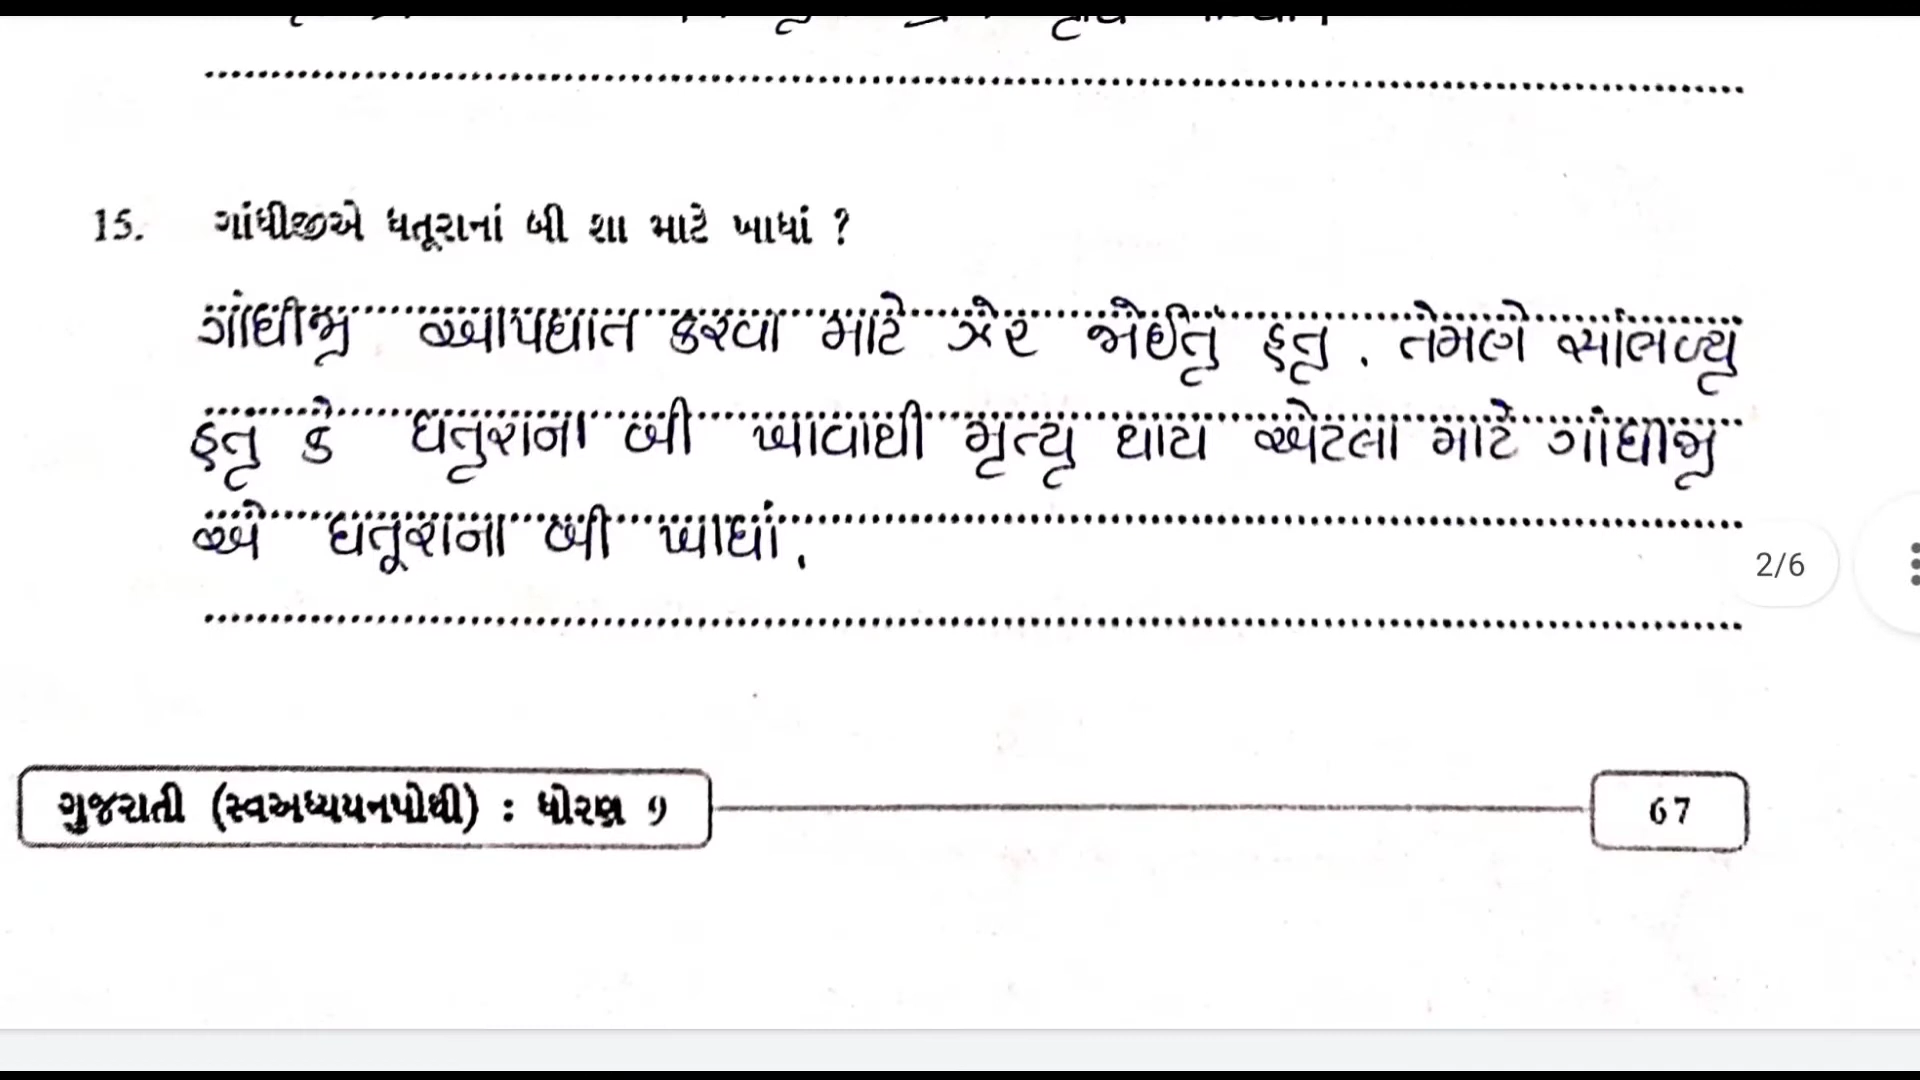 15. ગાંધીજીએ ધતૂરાનાં બી શા માટે ખાધાં ?
ગાંધીજી આપઘાત કરવા માટે ઝેર જોઈતું હતુ . તેમણે સાંભળ્યુ
હતુ કે ધતુરાના બી ખાવાથી મૃત્યુ થાય એટલા માટે ગાંધીજી
એ ધતૂરાના બી ખાધાં .
2/6
ગુજરાતી (સ્વઅધ્યયનપોથી) : ધોરણ 9
67